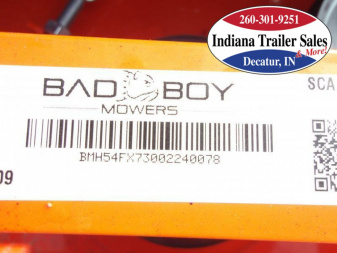 260-301-9251
Indiana Trailer Sales
& More!
Decatur, IN
SCA
BAD BOY
MOWERS
BMH54FX73002240078
09